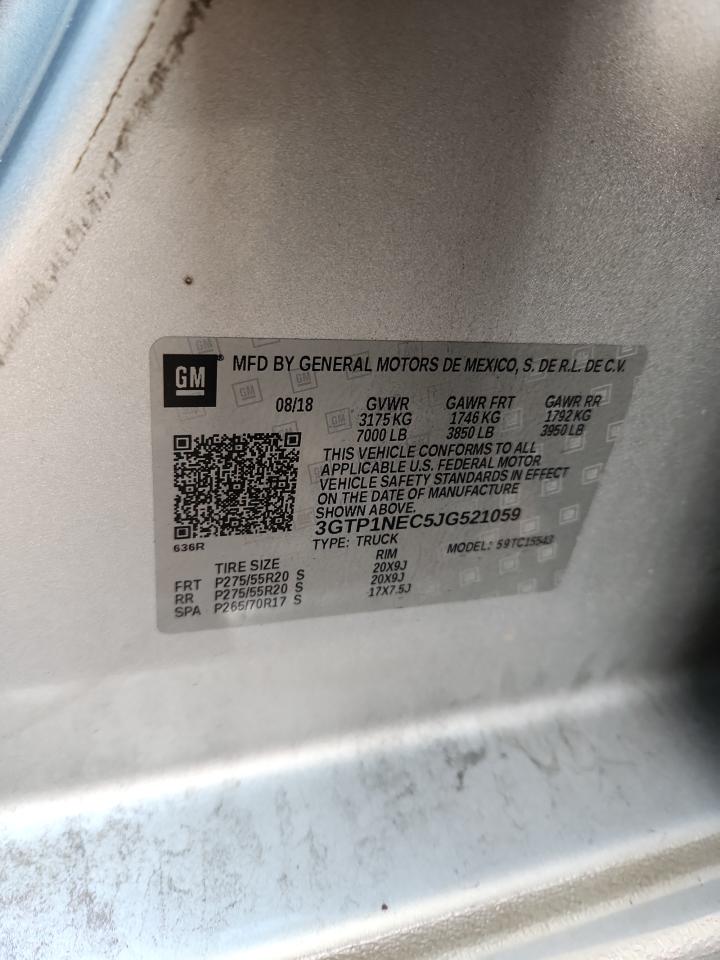 GM
MFD BY GENERAL MOTORS DE MEXICO, S. DE R.L. DE C.V.
08/18 GVWR GAWR FRT GAWR RR
3175 KG 1746 KG 1792 KG
7000 LB 3850 LB 3950 LB
THIS VEHICLE CONFORMS TO ALL
APPLICABLE U.S. FEDERAL MOTOR
VEHICLE SAFETY STANDARDS IN EFFECT
ON THE DATE OF MANUFACTURE
SHOWN ABOVE.
3GTP1NEC5JG521059
636R
TYPE: TRUCK MODEL: 59TC15543
TIRE SIZE RIM
FRT P275/55R20 S 20X9J
RR P275/55R20 S 20X9J
SPA P265/70R17 S 17X7.5J